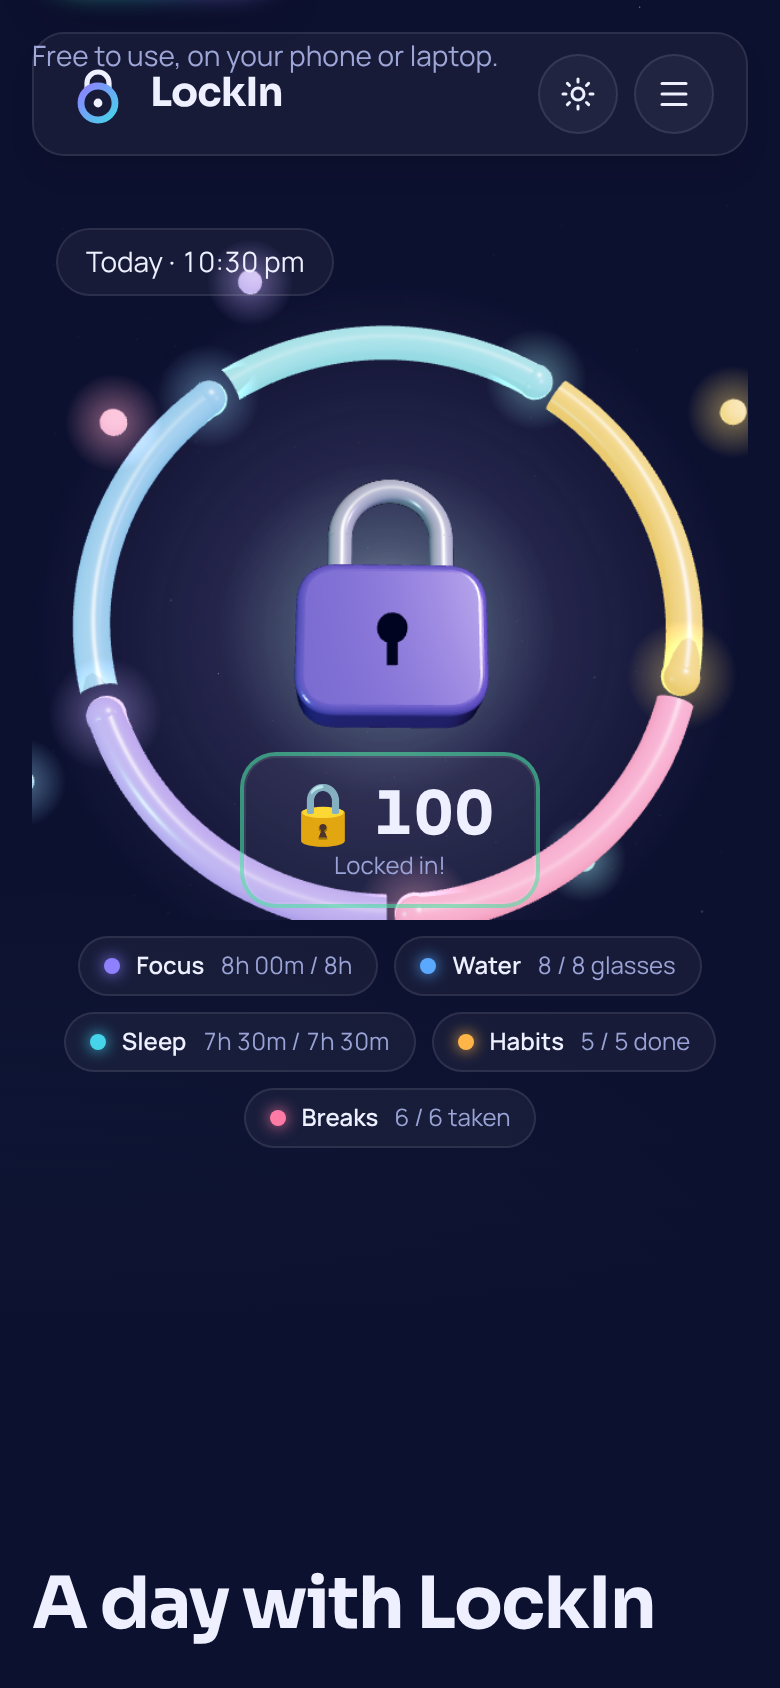 Free to use, on your phone or laptop.
LockIn
Today · 10:30 pm
🔒 100
Locked in!
Focus 8h 00m / 8h
Water 8 / 8 glasses
Sleep 7h 30m / 7h 30m
Habits 5 / 5 done
Breaks 6 / 6 taken
A day with LockIn